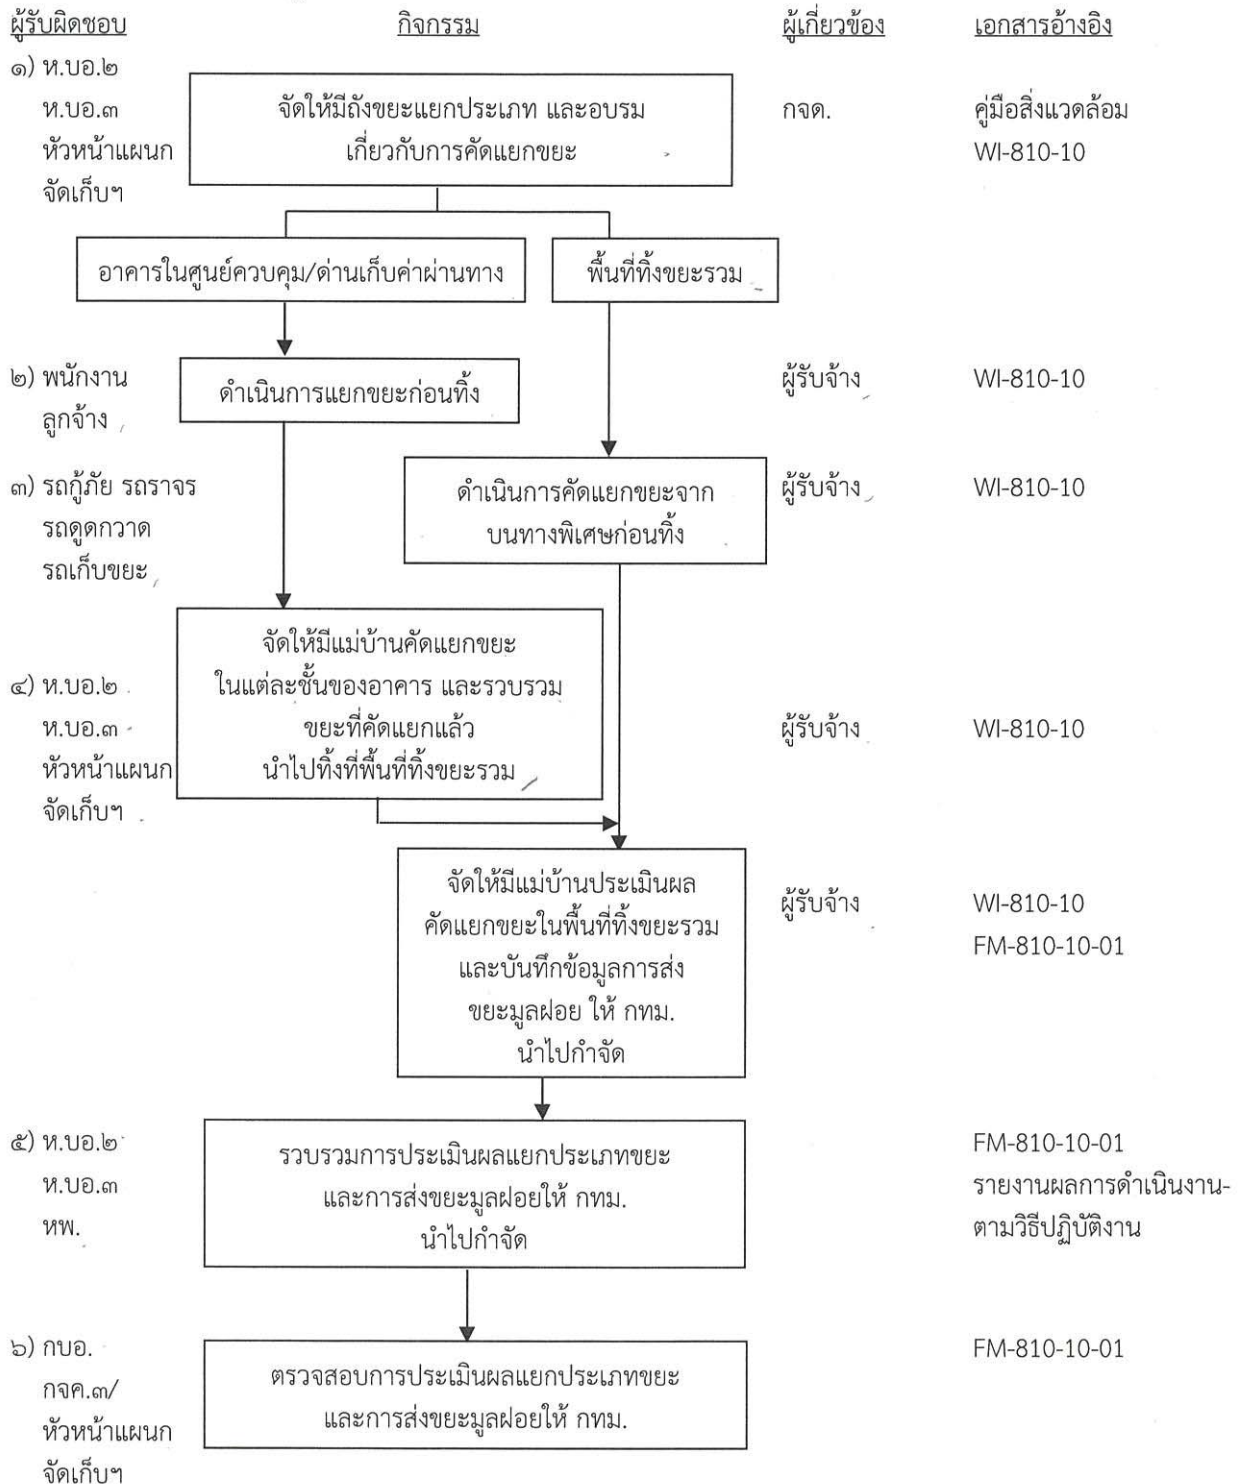 ผู้รับผิดชอบ กิจกรรม ผู้เกี่ยวข้อง เอกสารอ้างอิง
๑) ห.บอ.๒
ห.บอ.๓
หัวหน้าแผนก
จัดเก็บฯ
จัดให้มีถังขยะแยกประเภท และอบรม
เกี่ยวกับการคัดแยกขยะ
กจด.
คู่มือสิ่งแวดล้อม
WI-810-10
อาคารในศูนย์ควบคุม/ด่านเก็บค่าผ่านทาง
พื้นที่ทิ้งขยะรวม
๒) พนักงาน
ลูกจ้าง
ดำเนินการแยกขยะก่อนทิ้ง
ผู้รับจ้าง
WI-810-10
๓) รถกู้ภัย รถราจร
รถดูดกวาด
รถเก็บขยะ
ดำเนินการคัดแยกขยะจาก
บนทางพิเศษก่อนทิ้ง
ผู้รับจ้าง
WI-810-10
๔) ห.บอ.๒
ห.บอ.๓
หัวหน้าแผนก
จัดเก็บฯ
จัดให้มีแม่บ้านคัดแยกขยะ
ในแต่ละชั้นของอาคาร และรวบรวม
ขยะที่คัดแยกแล้ว
นำไปทิ้งที่พื้นที่ทิ้งขยะรวม
ผู้รับจ้าง
WI-810-10
จัดให้มีแม่บ้านประเมินผล
คัดแยกขยะในพื้นที่ทิ้งขยะรวม
และบันทึกข้อมูลการส่ง
ขยะมูลฝอย ให้ กทม.
นำไปกำจัด
ผู้รับจ้าง
WI-810-10
FM-810-10-01
๕) ห.บอ.๒
ห.บอ.๓
หพ.
รวบรวมการประเมินผลแยกประเภทขยะ
และการส่งขยะมูลฝอยให้ กทม.
นำไปกำจัด
FM-810-10-01
รายงานผลการดำเนินงาน-
ตามวิธีปฏิบัติงาน
๖) กบอ.
กจค.๓/
หัวหน้าแผนก
จัดเก็บฯ
ตรวจสอบการประเมินผลแยกประเภทขยะ
และการส่งขยะมูลฝอยให้ กทม.
FM-810-10-01